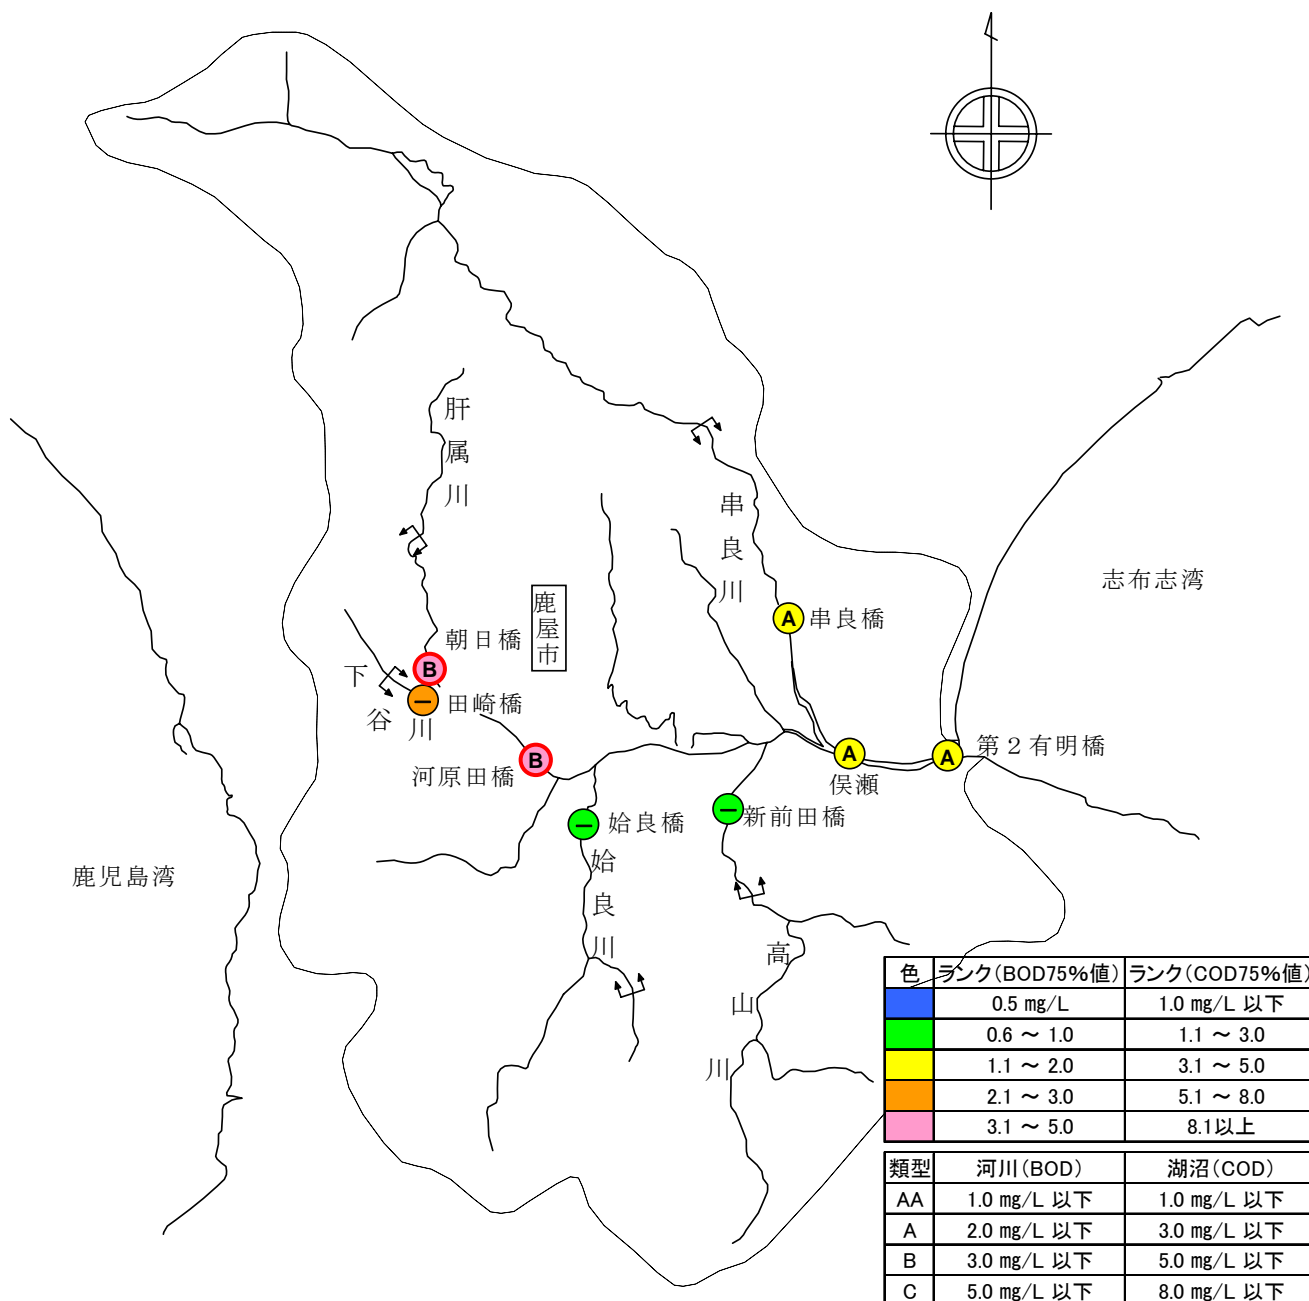 肝属川
串良川
志布志湾
A
串良橋
鹿屋市
朝日橋
B
下谷川
ー
田崎橋
B
河原田橋
A
俣瀬
A
第2有明橋
ー
姶良橋
ー
新前田橋
姶良川
鹿児島湾
高山川
色 ランク(BOD75%値) ランク(COD75%値)
0.5 mg/L 1.0 mg/L 以下
0.6 ～ 1.0 1.1 ～ 3.0
1.1 ～ 2.0 3.1 ～ 5.0
2.1 ～ 3.0 5.1 ～ 8.0
3.1 ～ 5.0 8.1以上
類型 河川(BOD) 湖沼(COD)
AA 1.0 mg/L 以下 1.0 mg/L 以下
A 2.0 mg/L 以下 3.0 mg/L 以下
B 3.0 mg/L 以下 5.0 mg/L 以下
C 5.0 mg/L 以下 8.0 mg/L 以下